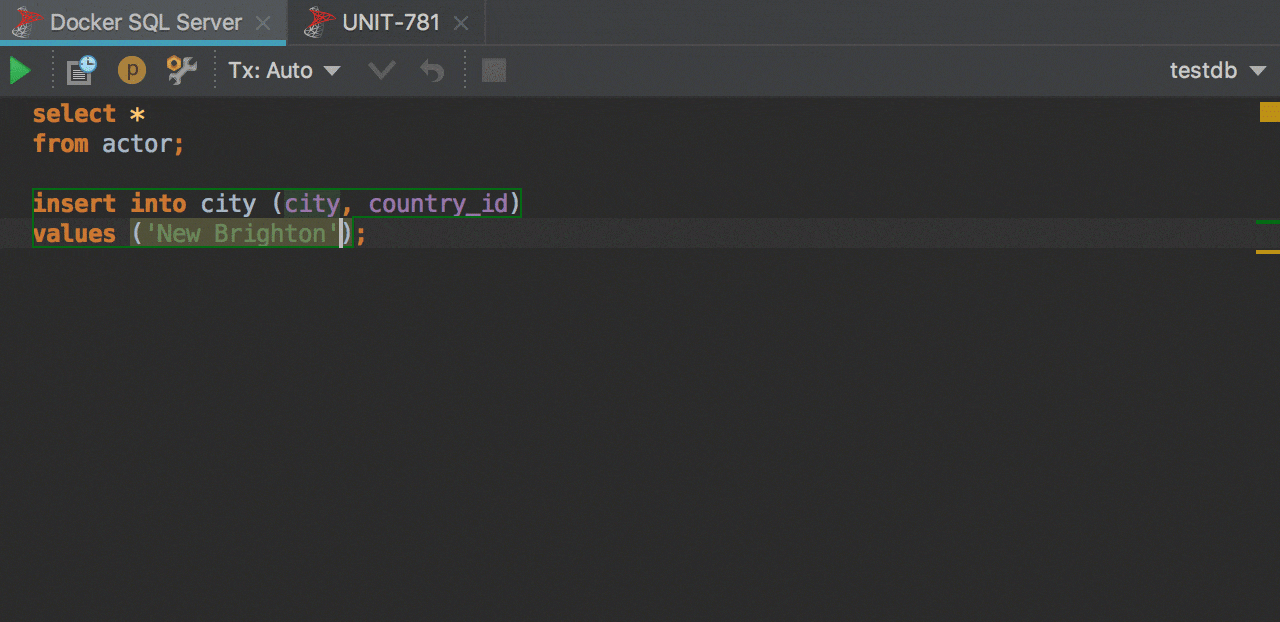 Docker SQL Server UNIT-781
p Tx: Auto testdb
select *
from actor;
insert into city (city, country_id)
values ('New Brighton');